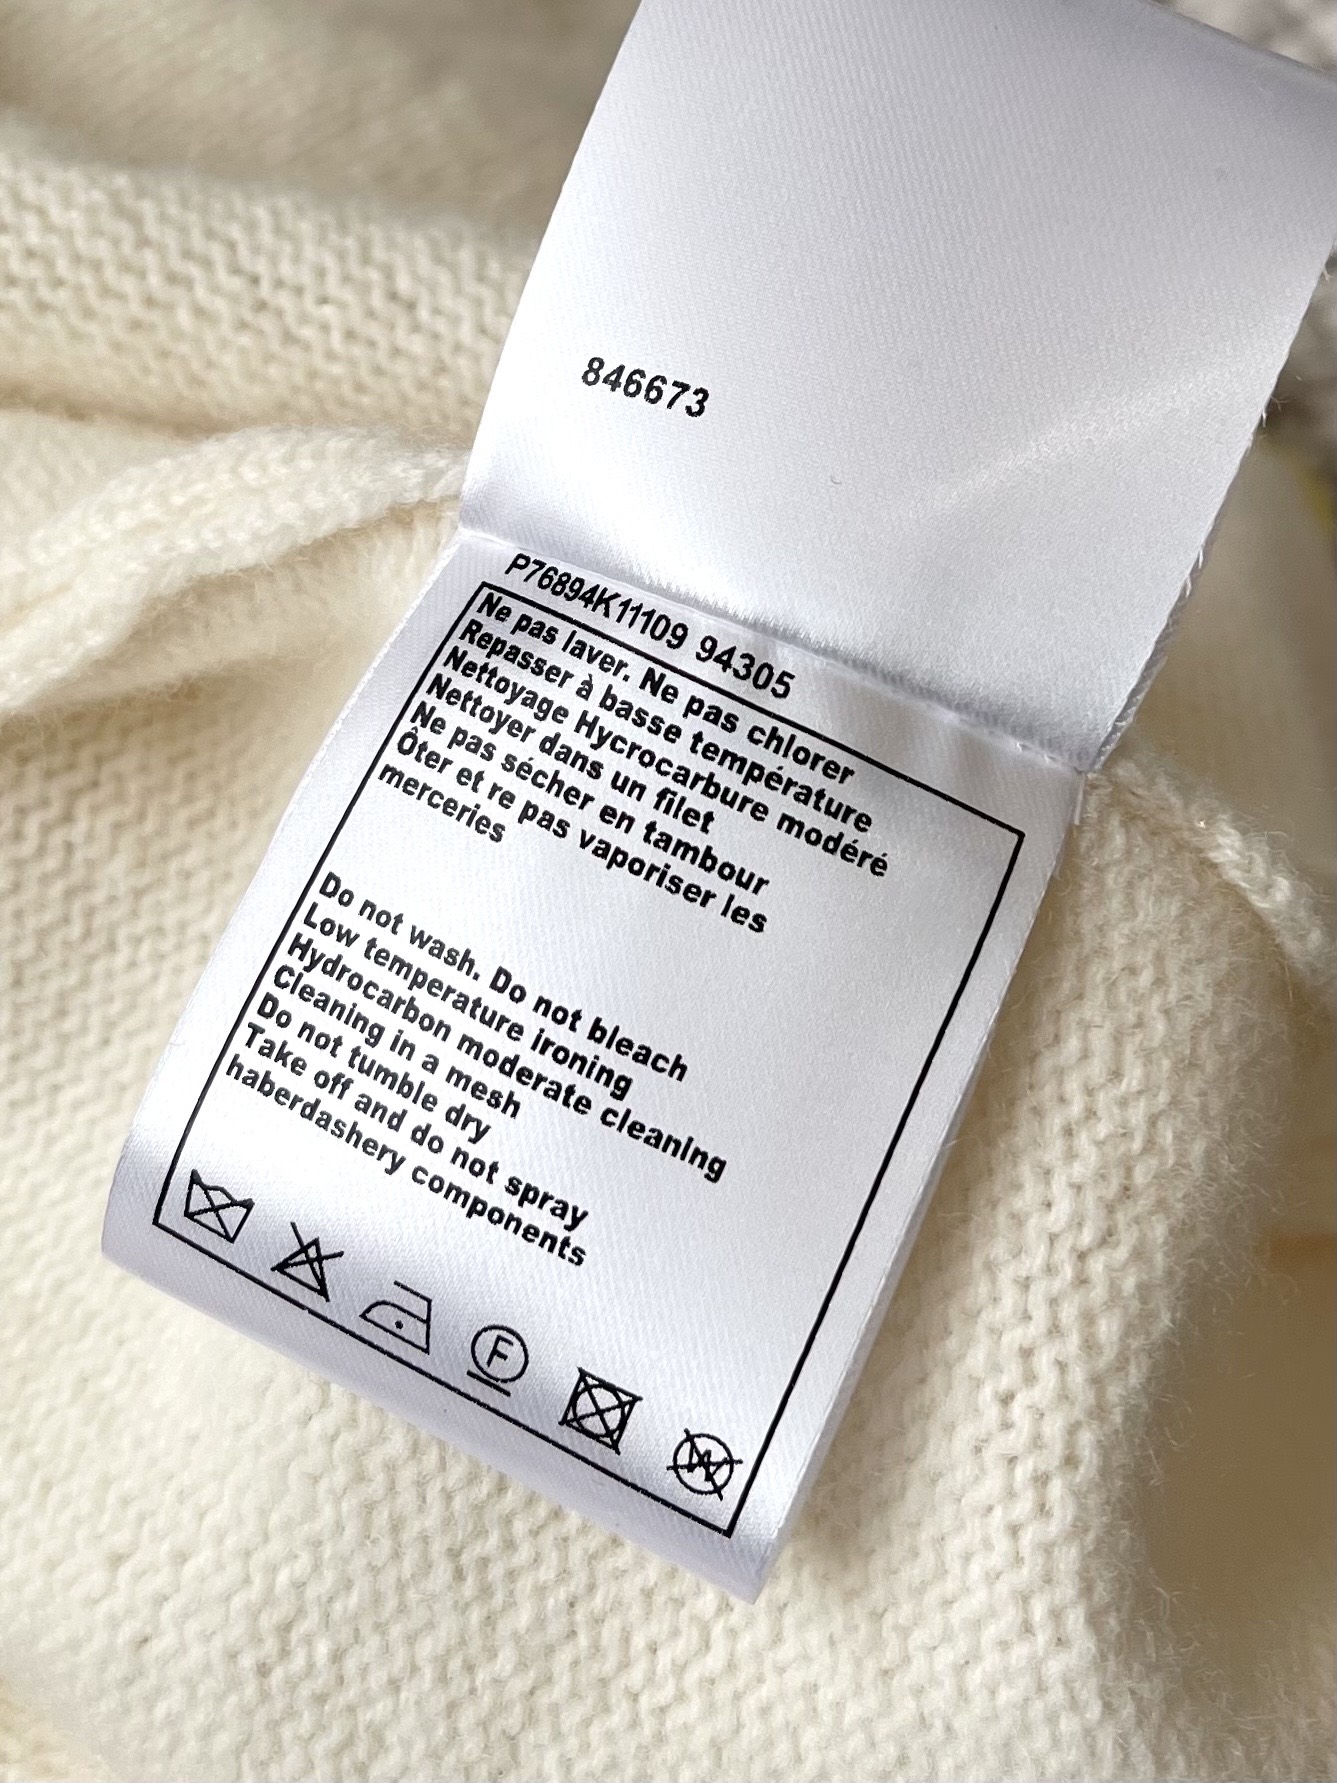 846673
P76894K11109 94305
Ne pas laver. Ne pas chlorer
Repasser à basse température
Nettoyage Hycrocarbure modéré
Nettoyer dans un filet
Ne pas sécher en tambour
Ôter et re pas vaporiser les
merceries
Do not wash. Do not bleach
Low temperature ironing
Hydrocarbon moderate cleaning
Cleaning in a mesh
Do not tumble dry
Take off and do not spray
haberdashery components
F
W